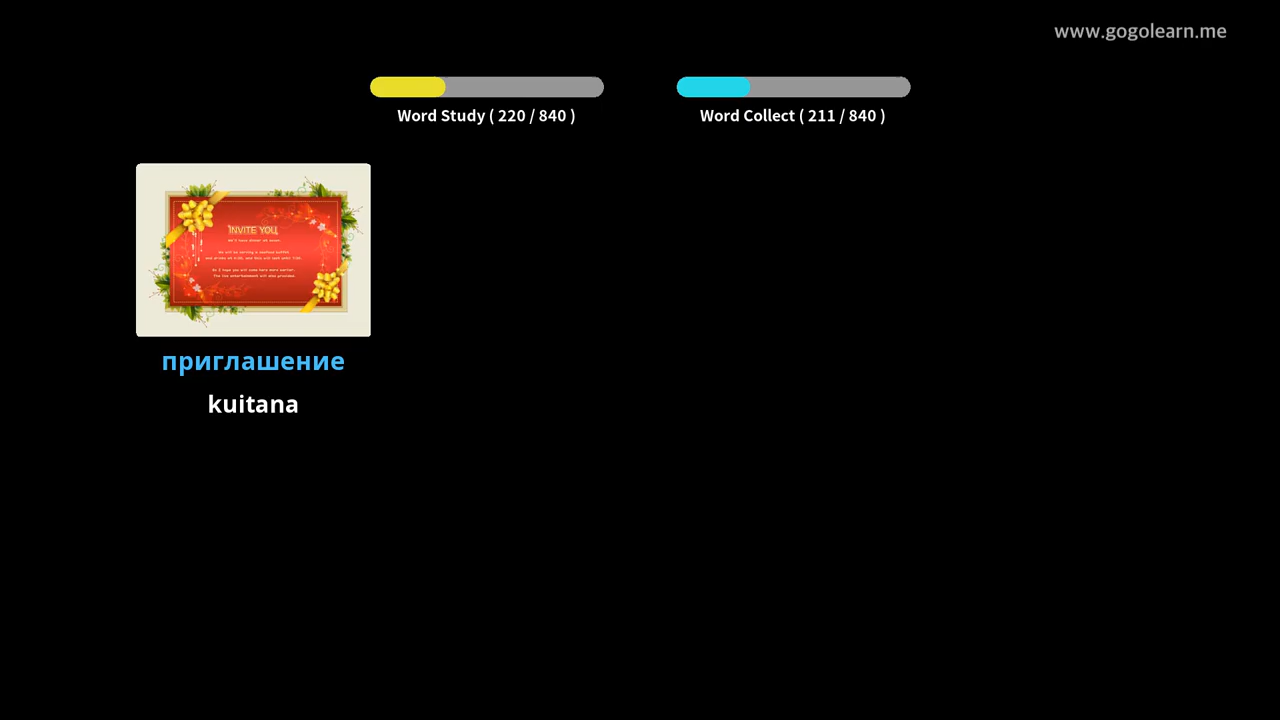 www.gogolearn.me
Word Study ( 220 / 840 )
Word Collect ( 211 / 840 )
INVITE YOU
приглашение
kuitana